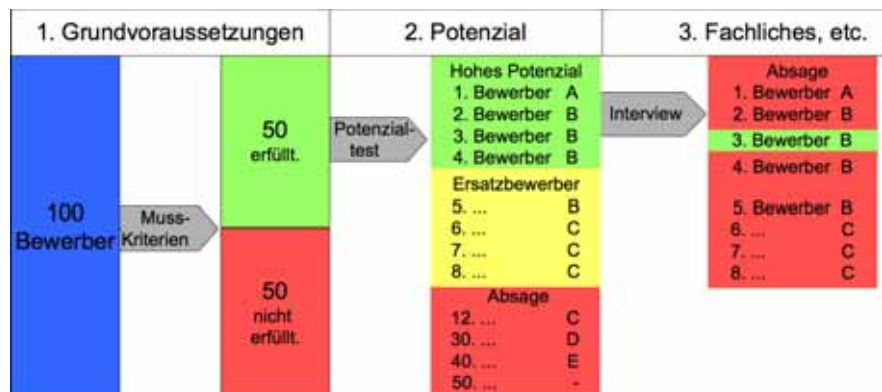 1. Grundvoraussetzungen
2. Potenzial
3. Fachliches, etc.
100
Bewerber
Muss-
Kriterien
50
erfüllt.
50
nicht
erfüllt.
Potenzial-
test
Hohes Potenzial
1. Bewerber A
2. Bewerber B
3. Bewerber B
4. Bewerber B
Ersatzbewerber
5. ... B
6. ... C
7. ... C
8. ... C
Absage
12. ... C
30. ... D
40. ... E
50. ... -
Interview
Absage
1. Bewerber A
2. Bewerber B
3. Bewerber B
4. Bewerber B
5. Bewerber B
6. ... C
7. ... C
8. ... C